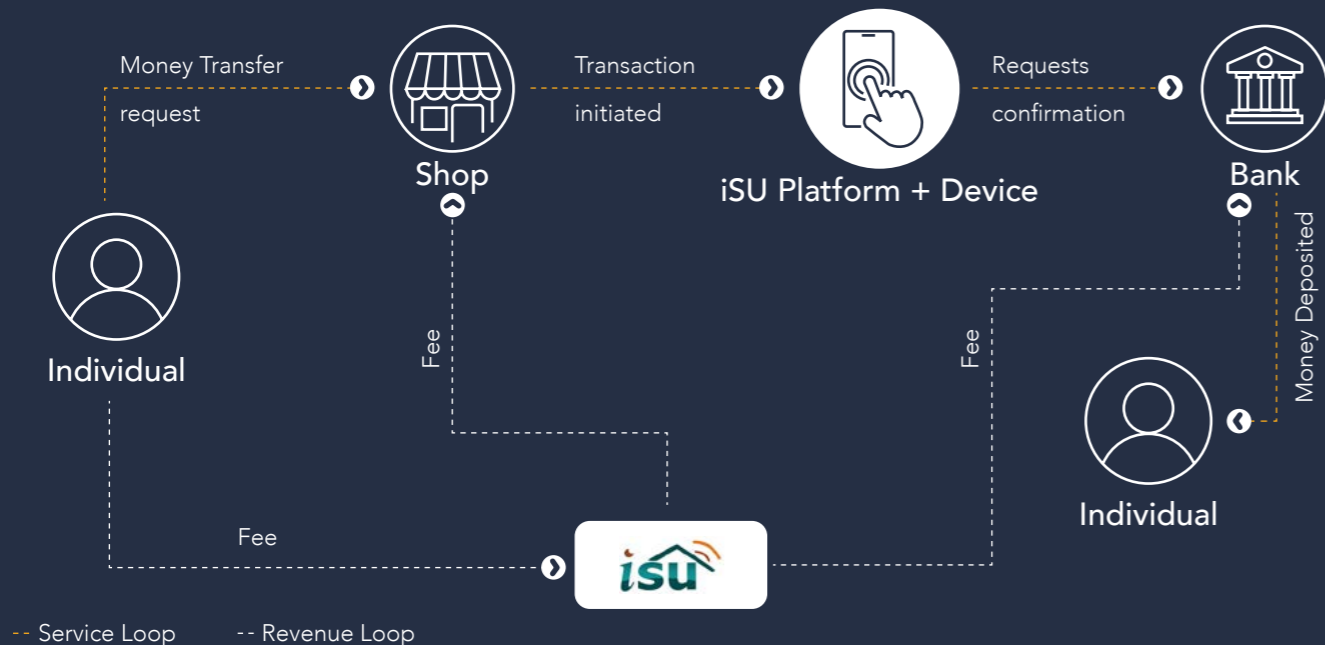 Money Transfer
request
Transaction
initiated
Requests
confirmation
Shop
iSU Platform + Device
Bank
Money Deposited
Individual
Fee
Fee
Individual
Fee
isu
-- Service Loop
-- Revenue Loop